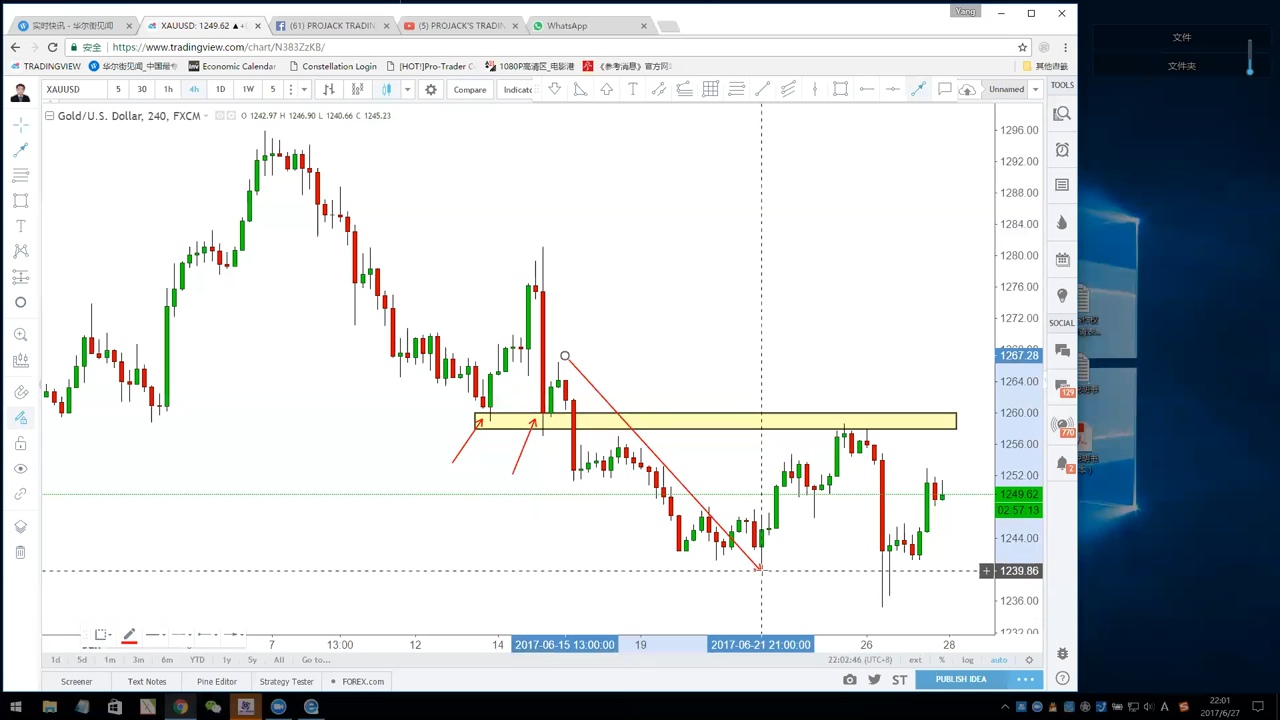 Yang
实时快讯 - 华尔街见闻
XAUUSD: 1249.62 ▲+
(61) PROJACK TRADIN
(5) PROJACK'S TRADIN
WhatsApp
文件
安全
https://www.tradingview.com/chart/N383ZzKB/
文件夹
TRADINGVIEW
华尔街见闻_中国最
Economic Calendar
Constellation Login
[HOT!]Pro-Trader C
1080P高清区_电影港
《参考消息》官方网
其他书签
XAUUSD
5
30
1h
4h
1D
1W
5
Compare
Indicato
Unnamed
TOOLS
Gold/U.S. Dollar, 240, FXCM
O 1242.97 H 1246.90 L 1240.66 C 1245.23
1296.00
1292.00
1288.00
1284.00
1280.00
1276.00
1272.00
SOCIAL
1267.28
1264.00
129
1260.00
770
1256.00
2
1252.00
1249.62
02:57:13
1244.00
1239.86
1236.00
1232.00
7
13:00
12
14
2017-06-15 13:00:00
19
2017-06-21 21:00:00
26
28
1d
5d
1m
3m
6m
YTD
1y
5y
All
Go to...
22:02:46 (UTC+8)
ext
%
log
auto
Screener
Text Notes
Pine Editor
Strategy Tester
FOREX.com
ST
PUBLISH IDEA
22:01
2017/6/27